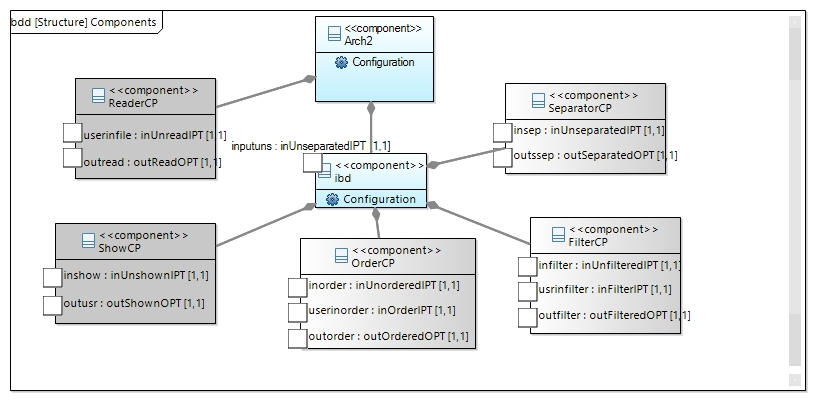 bdd [Structure] Components
<<component>>
Arch2
Configuration
<<component>>
ReaderCP
userinfile : inUnreadIPT [1,1]
outread : outReadOPT [1,1]
<<component>>
SeparatorCP
insep : inUnseparatedIPT [1,1]
outssep : outSeparatedOPT [1,1]
inputuns : inUnseparatedIPT [1,1]
<<component>>
ibd
Configuration
<<component>>
ShowCP
inshow : inUnshownIPT [1,1]
outusr : outShownOPT [1,1]
<<component>>
OrderCP
inorder : inUnorderedIPT [1,1]
userinorder : inOrderIPT [1,1]
outorder : outOrderedOPT [1,1]
<<component>>
FilterCP
infilter : inUnfilteredIPT [1,1]
usrinfilter : inFilterIPT [1,1]
outfilter : outFilteredOPT [1,1]